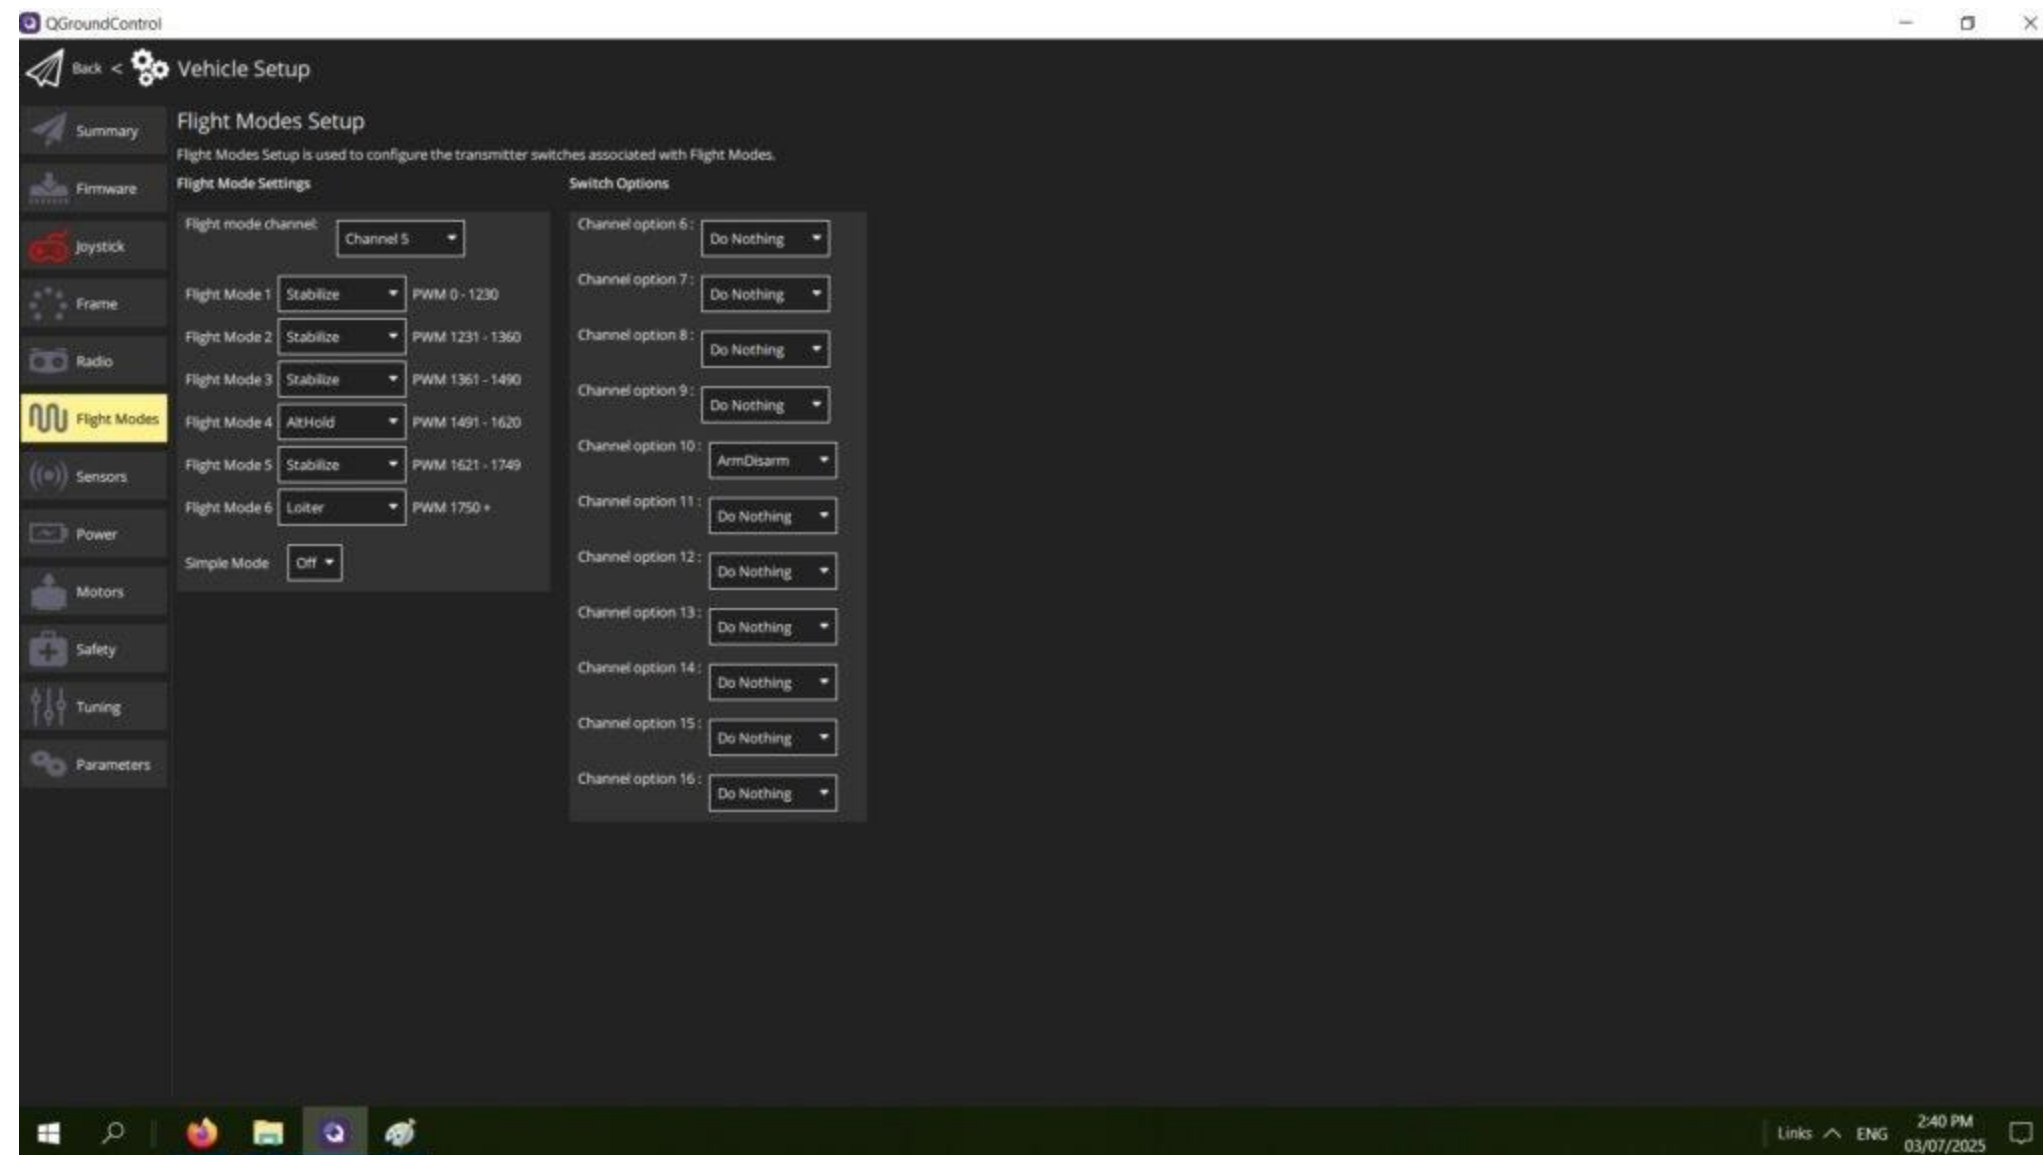 QGroundControl
Back < Vehicle Setup
Summary
Firmware
Joystick
Frame
Radio
Flight Modes
Sensors
Power
Motors
Safety
Tuning
Parameters
Flight Modes Setup
Flight Modes Setup is used to configure the transmitter switches associated with Flight Modes.
Flight Mode Settings
Flight mode channel: Channel 5
Flight Mode 1 Stabilize PWM 0 - 1230
Flight Mode 2 Stabilize PWM 1231 - 1360
Flight Mode 3 Stabilize PWM 1361 - 1490
Flight Mode 4 AltHold PWM 1491 - 1620
Flight Mode 5 Stabilize PWM 1621 - 1749
Flight Mode 6 Loiter PWM 1750 +
Simple Mode Off
Switch Options
Channel option 6 : Do Nothing
Channel option 7 : Do Nothing
Channel option 8 : Do Nothing
Channel option 9 : Do Nothing
Channel option 10 : ArmDisarm
Channel option 11 : Do Nothing
Channel option 12 : Do Nothing
Channel option 13 : Do Nothing
Channel option 14 : Do Nothing
Channel option 15 : Do Nothing
Channel option 16 : Do Nothing
Links ENG 2:40 PM
03/07/2025